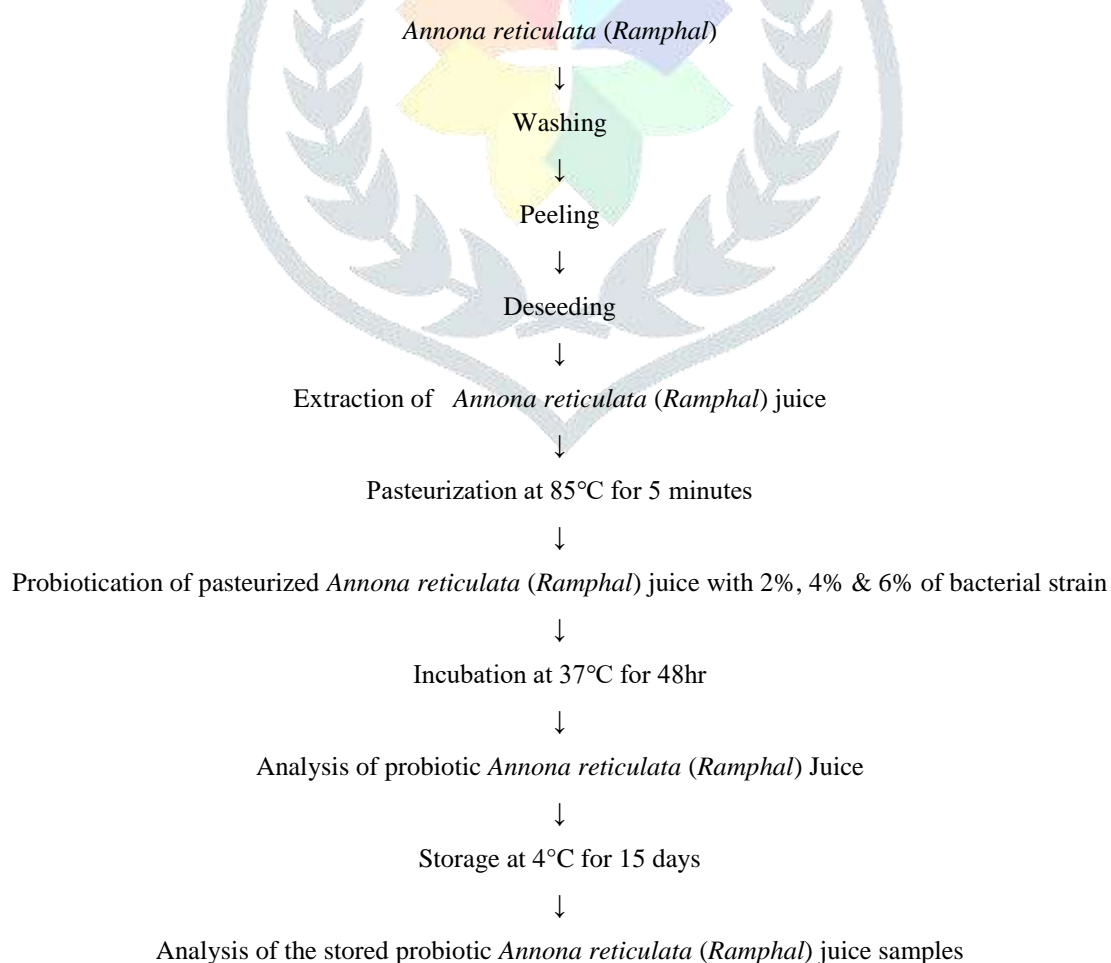 Annona reticulata (Ramphal)
↓
Washing
↓
Peeling
↓
Deseeding
↓
Extraction of Annona reticulata (Ramphal) juice
↓
Pasteurization at 85℃ for 5 minutes
↓
Probiotication of pasteurized Annona reticulata (Ramphal) juice with 2%, 4% & 6% of bacterial strain
↓
Incubation at 37℃ for 48hr
↓
Analysis of probiotic Annona reticulata (Ramphal) Juice
↓
Storage at 4°C for 15 days
↓
Analysis of the stored probiotic Annona reticulata (Ramphal) juice samples